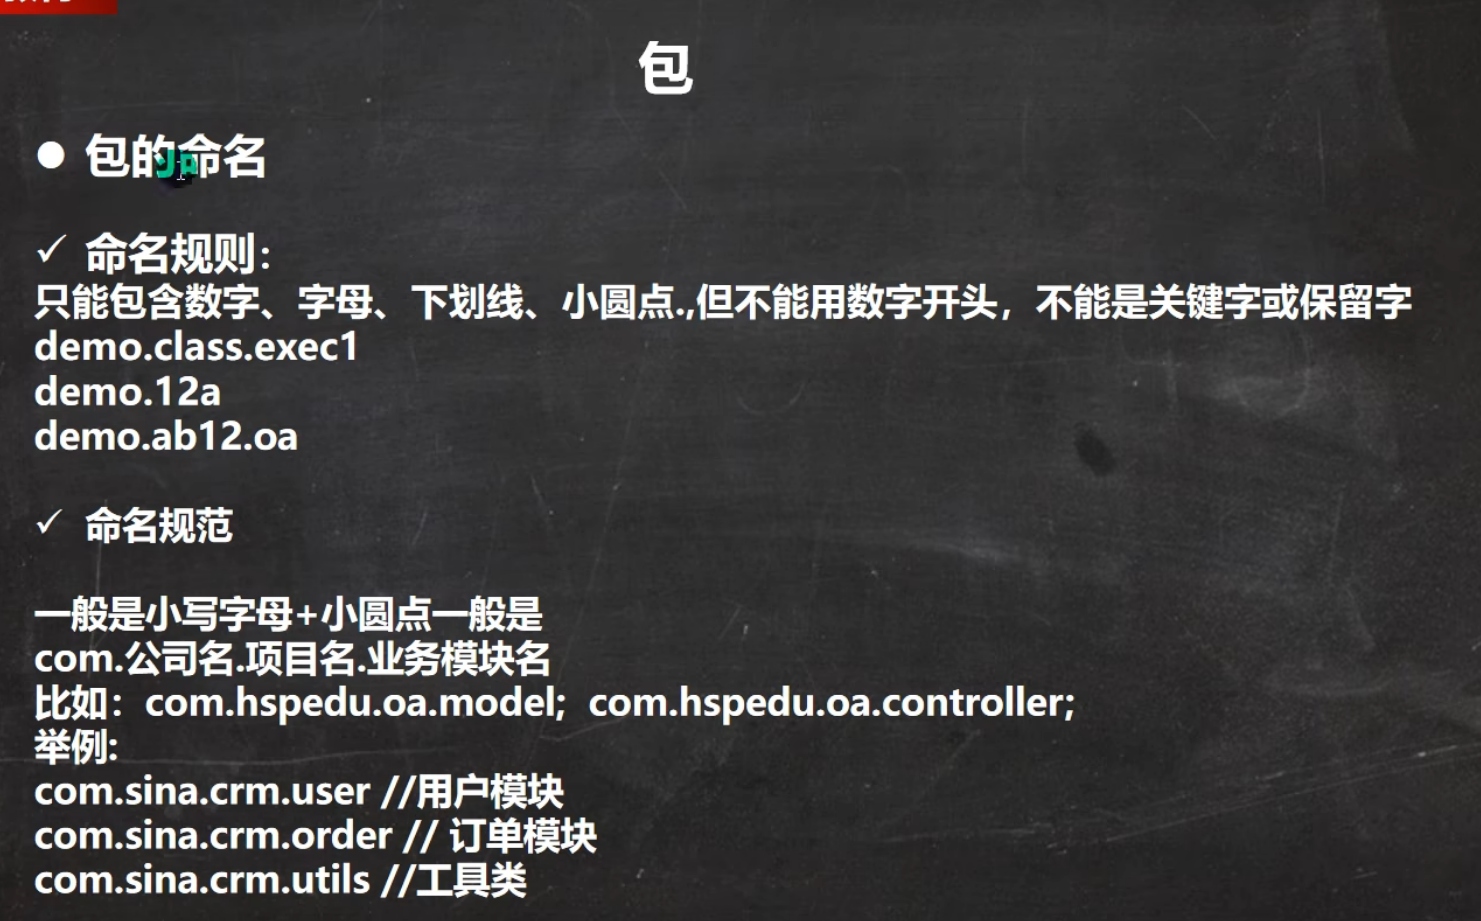 包
● 包的命名
✓ 命名规则：
只能包含数字、字母、下划线、小圆点.,但不能用数字开头，不能是关键字或保留字
demo.class.exec1
demo.12a
demo.ab12.oa
✓ 命名规范
一般是小写字母+小圆点一般是
com.公司名.项目名.业务模块名
比如：com.hspedu.oa.model; com.hspedu.oa.controller;
举例:
com.sina.crm.user //用户模块
com.sina.crm.order // 订单模块
com.sina.crm.utils //工具类